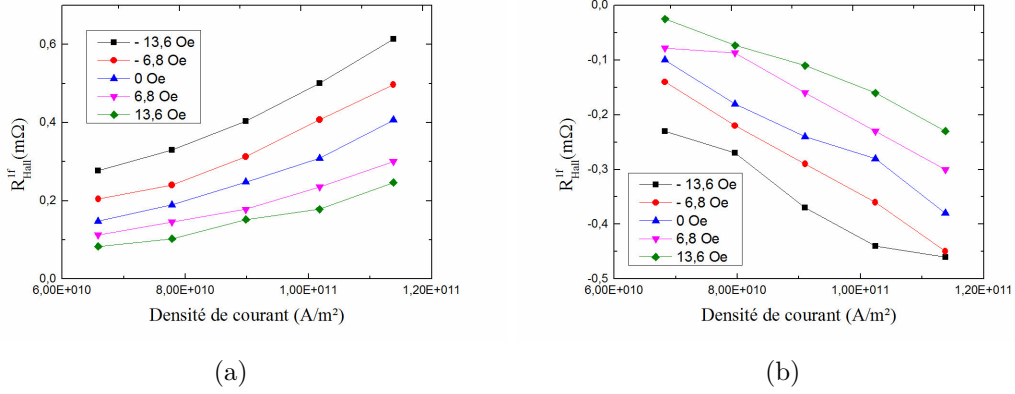 0,6
0,4
0,2
0,0
6,00E+010
8,00E+010
1,00E+011
1,20E+011
R_Hall^1f(mΩ)
Densité de courant (A/m²)
- 13,6 Oe
- 6,8 Oe
0 Oe
6,8 Oe
13,6 Oe
(a)
0,0
-0,1
-0,2
-0,3
-0,4
-0,5
6,00E+010
8,00E+010
1,00E+011
1,20E+011
R_Hall^1f(mΩ)
Densité de courant (A/m²)
- 13,6 Oe
- 6,8 Oe
0 Oe
6,8 Oe
13,6 Oe
(b)